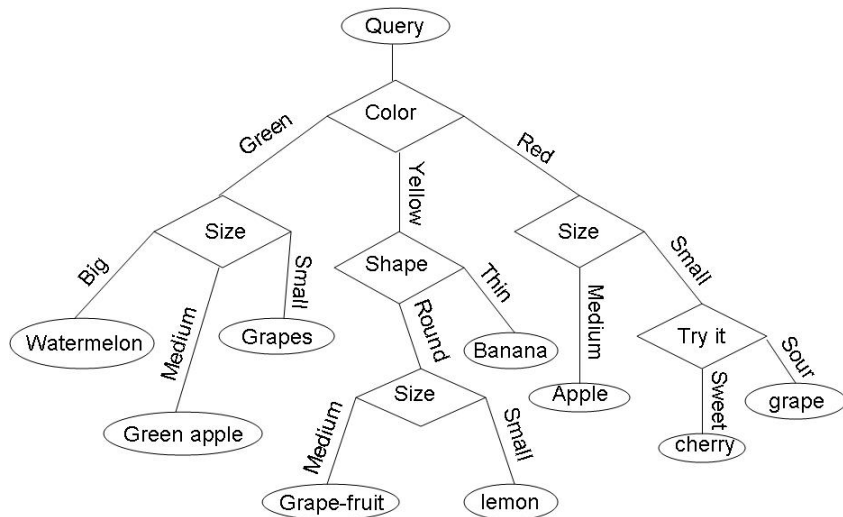 Query
Color
Green
Yellow
Red
Size
Shape
Size
Big
Medium
Small
Round
Thin
Medium
Small
Watermelon
Grapes
Banana
Try it
Green apple
Size
Apple
Sweet
Sour
grape
cherry
Medium
Small
Grape-fruit
lemon